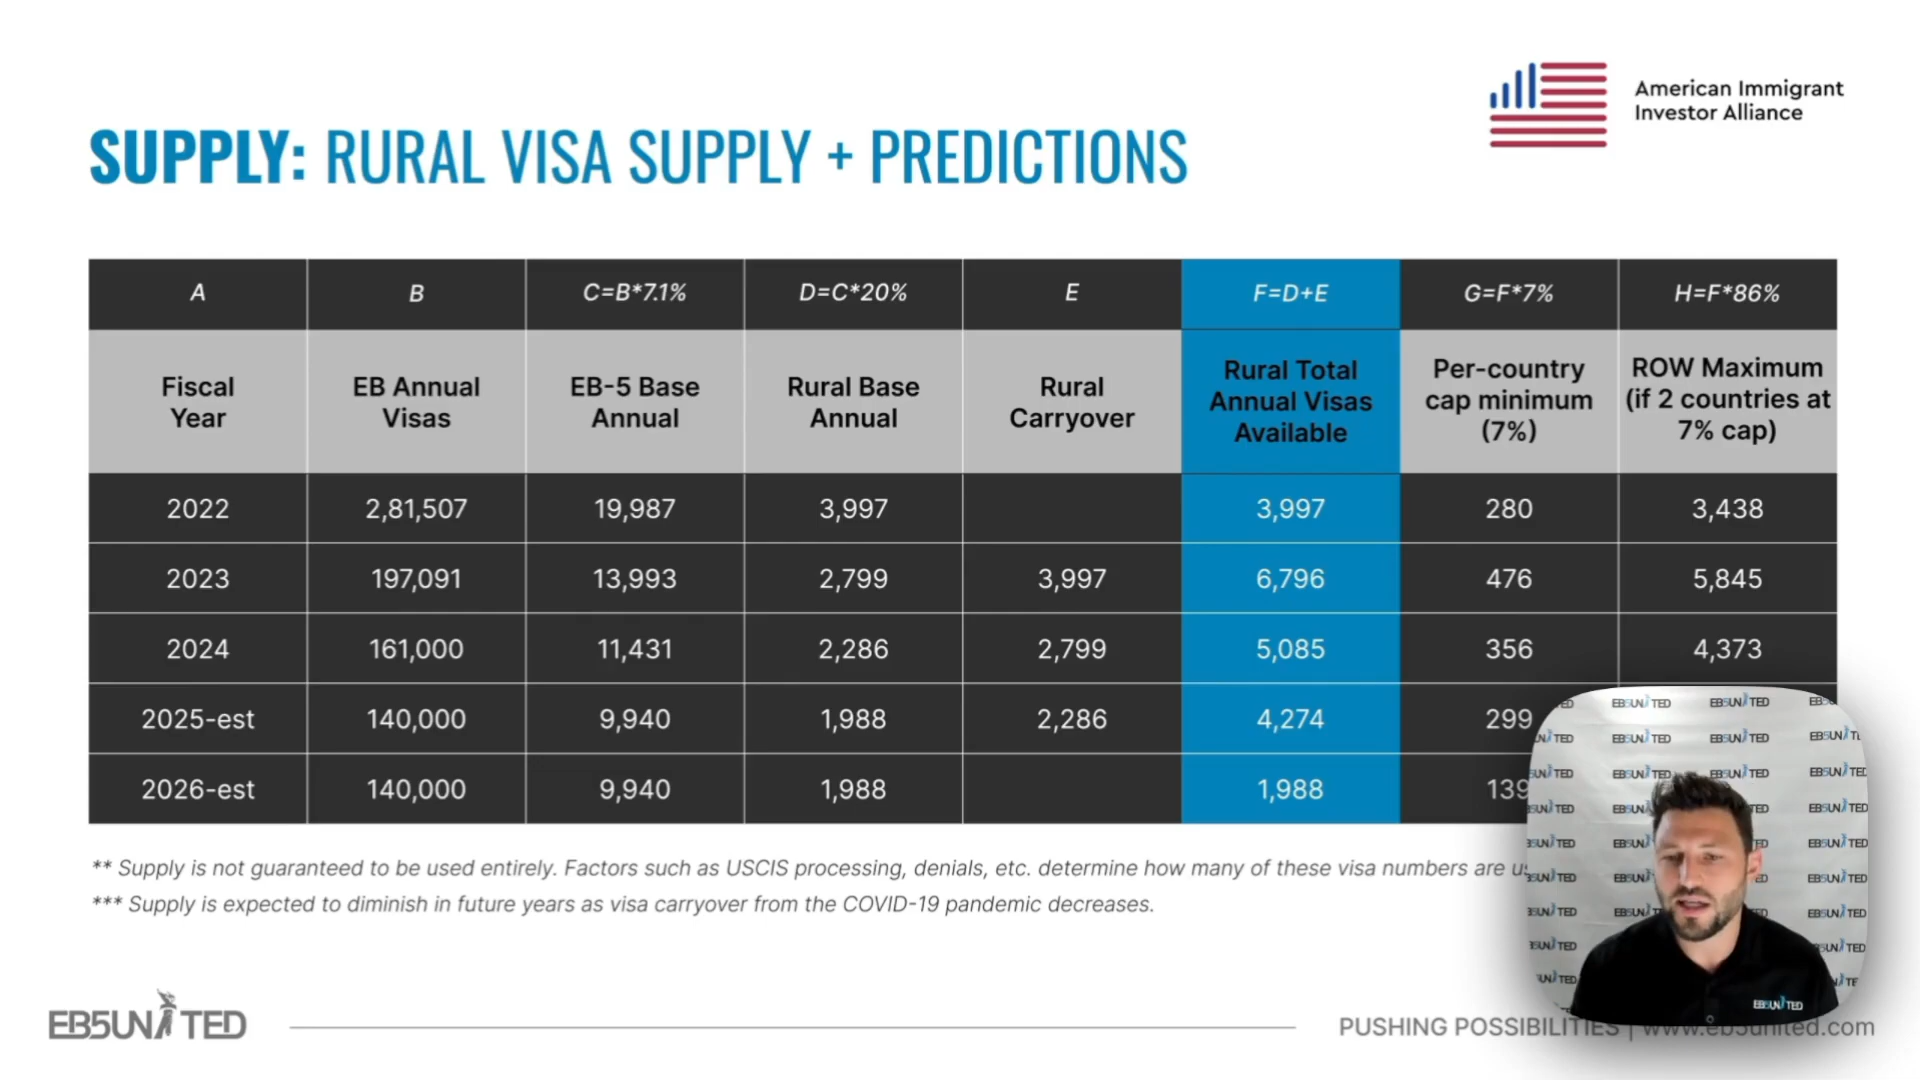 American Immigrant
Investor Alliance
SUPPLY: RURAL VISA SUPPLY + PREDICTIONS
A B C=B*7.1% D=C*20% E F=D+E G=F*7% H=F*86%
Fiscal Year EB Annual Visas EB-5 Base Annual Rural Base Annual Rural Carryover Rural Total Annual Visas Available Per-country cap minimum (7%) ROW Maximum (if 2 countries at 7% cap)
2022 2,81,507 19,987 3,997 3,997 280 3,438
2023 197,091 13,993 2,799 3,997 6,796 476 5,845
2024 161,000 11,431 2,286 2,799 5,085 356 4,373
2025-est 140,000 9,940 1,988 2,286 4,274 299
2026-est 140,000 9,940 1,988 1,988 139
** Supply is not guaranteed to be used entirely. Factors such as USCIS processing, denials, etc. determine how many of these visa numbers are
*** Supply is expected to diminish in future years as visa carryover from the COVID-19 pandemic decreases.
EB5UNITED
EB5UNITED
PUSHING POSSIBILITIES | www.eb5united.com